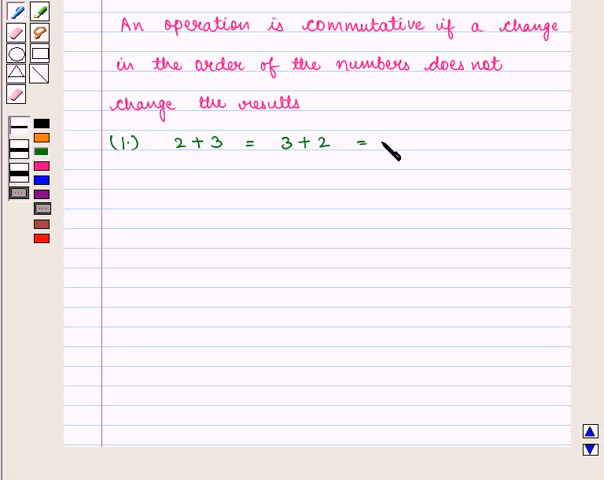 An operation is commutative if a change
in the order of the numbers does not
change the results
(1.) 2 + 3 = 3 + 2 =